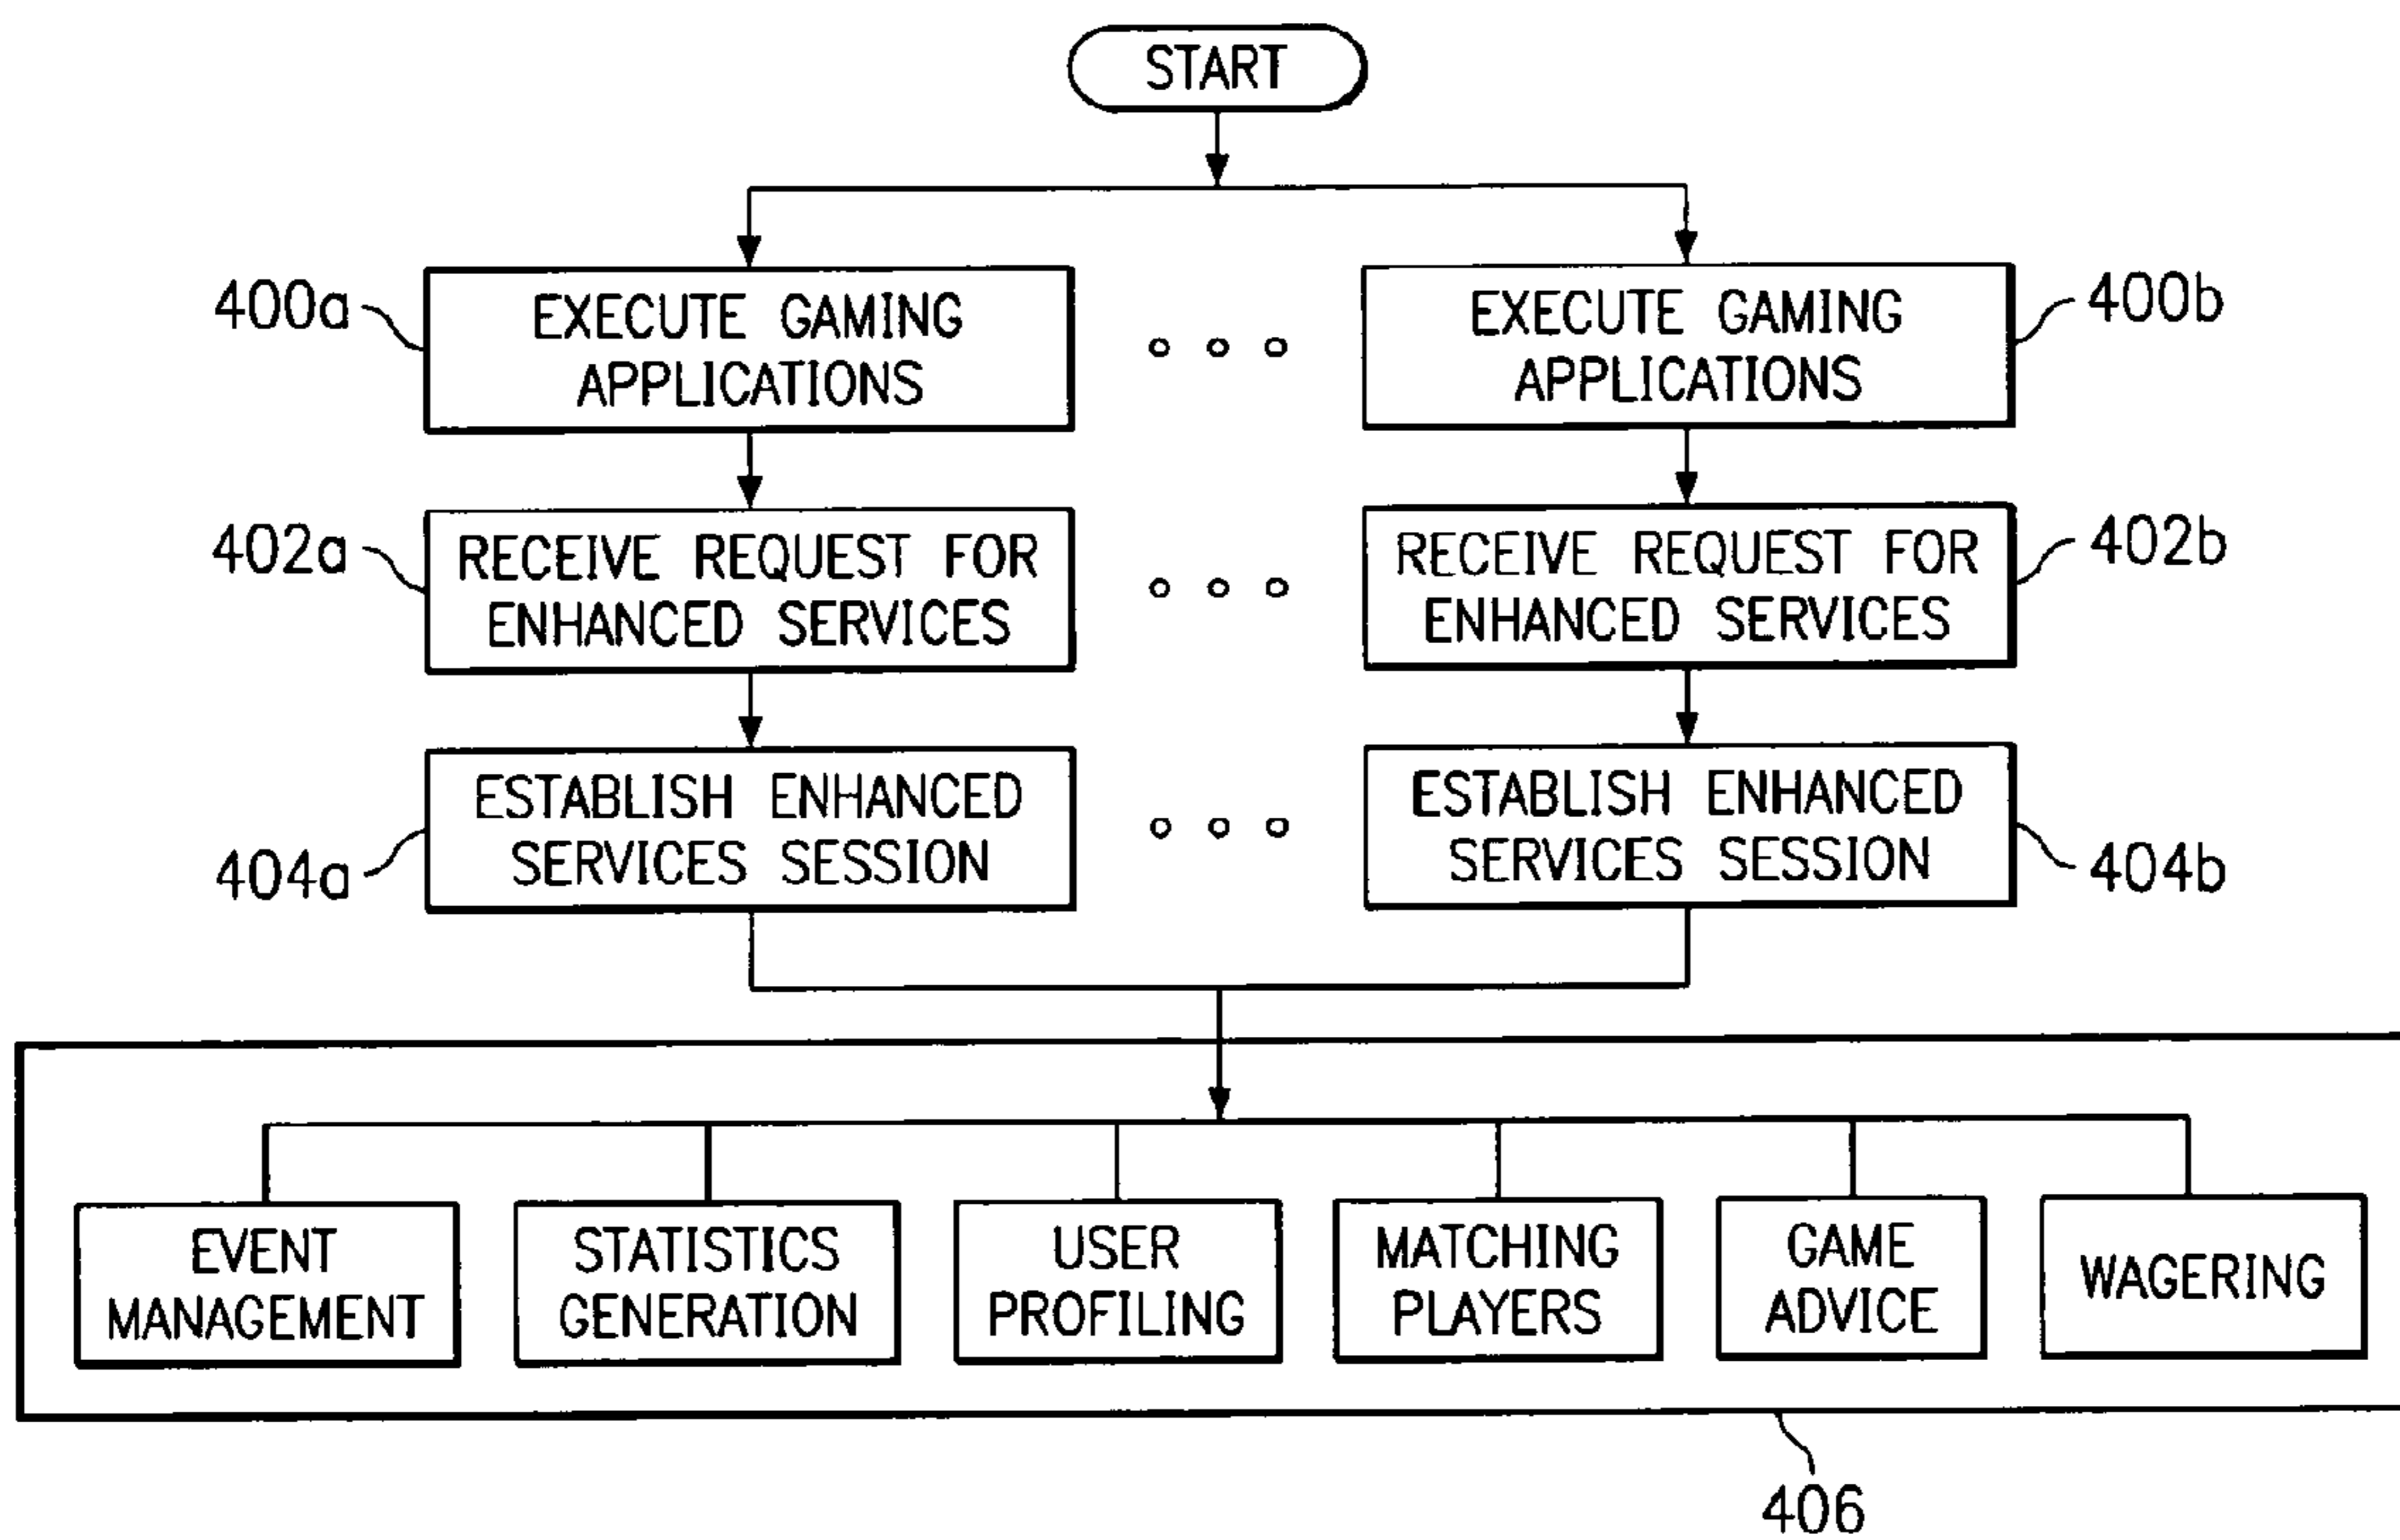 START
400a
EXECUTE GAMING
APPLICATIONS
EXECUTE GAMING
APPLICATIONS
400b
402a
RECEIVE REQUEST FOR
ENHANCED SERVICES
RECEIVE REQUEST FOR
ENHANCED SERVICES
402b
404a
ESTABLISH ENHANCED
SERVICES SESSION
ESTABLISH ENHANCED
SERVICES SESSION
404b
EVENT
MANAGEMENT
STATISTICS
GENERATION
USER
PROFILING
MATCHING
PLAYERS
GAME
ADVICE
WAGERING
406